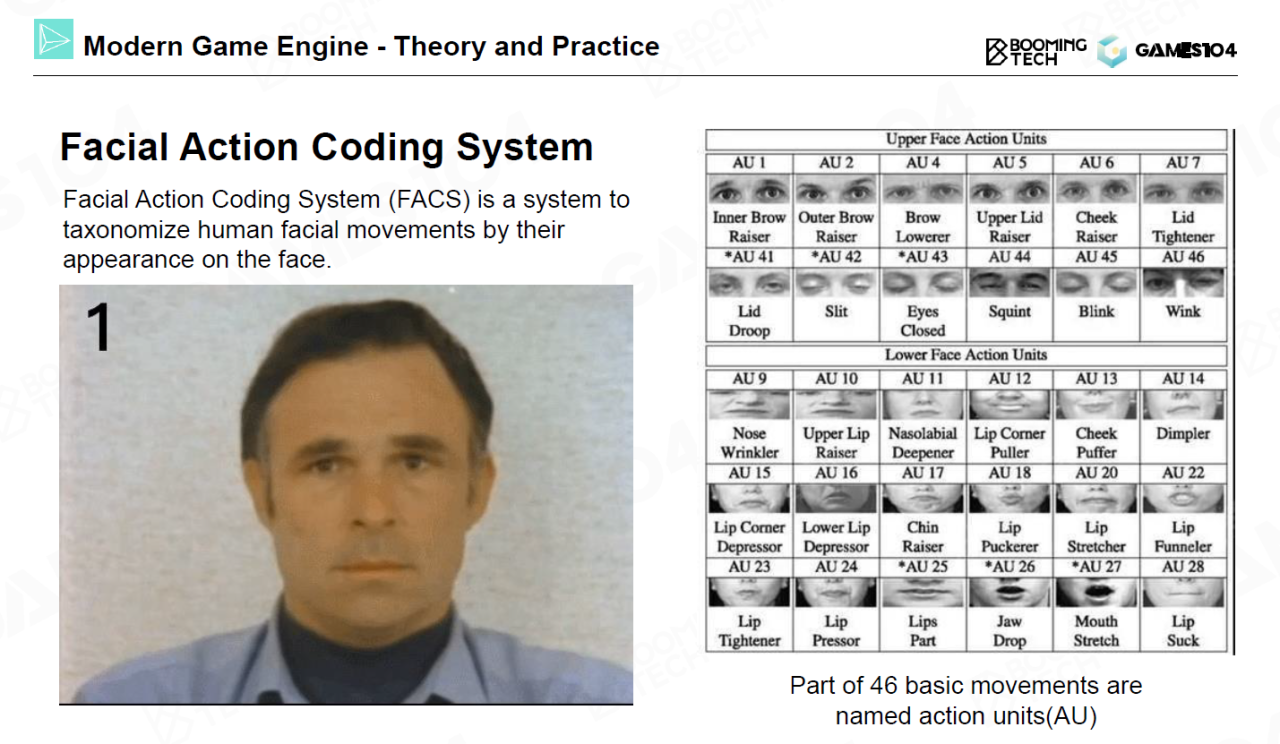 Modern Game Engine - Theory and Practice
BOOMING
TECH
GAMES104
Facial Action Coding System
Facial Action Coding System (FACS) is a system to
taxonomize human facial movements by their
appearance on the face.
1
Upper Face Action Units
AU 1 AU 2 AU 4 AU 5 AU 6 AU 7
Inner Brow Outer Brow Brow Upper Lid Cheek Lid
Raiser Raiser Lowerer Raiser Raiser Tightener
*AU 41 *AU 42 *AU 43 AU 44 AU 45 AU 46
Lid Slit Eyes Squint Blink Wink
Droop Closed
Lower Face Action Units
AU 9 AU 10 AU 11 AU 12 AU 13 AU 14
Nose Upper Lip Nasolabial Lip Corner Cheek Dimpler
Wrinkler Raiser Deepener Puller Puffer
AU 15 AU 16 AU 17 AU 18 AU 20 AU 22
Lip Corner Lower Lip Chin Lip Lip Lip
Depressor Depressor Raiser Puckerer Stretcher Funneler
AU 23 AU 24 *AU 25 *AU 26 *AU 27 AU 28
Lip Lip Lips Jaw Mouth Lip
Tightener Pressor Part Drop Stretch Suck
Part of 46 basic movements are
named action units(AU)